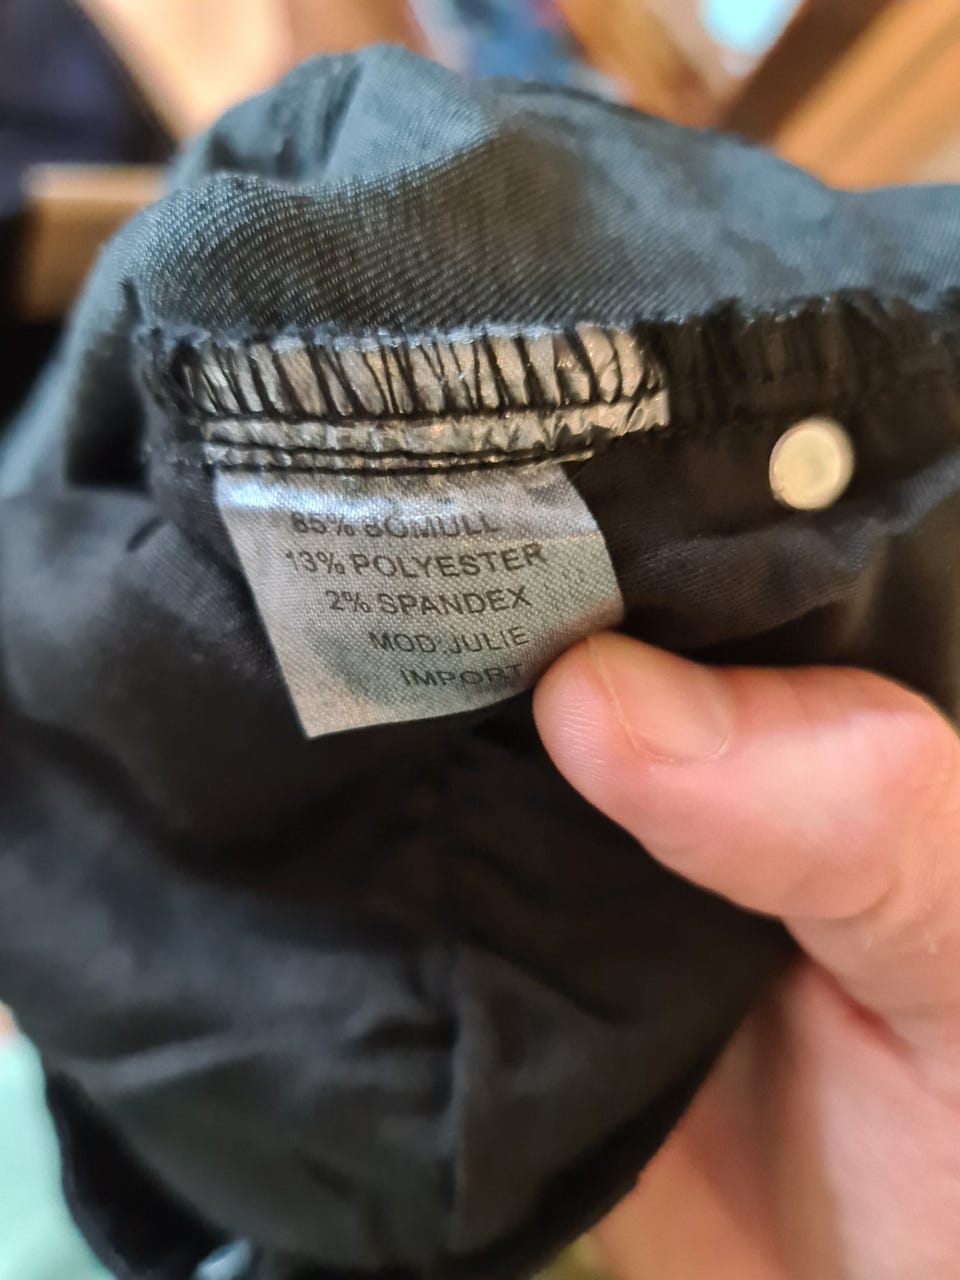 85% BOMULL
13% POLYESTER
2% SPANDEX
MOD:JULIE
IMPORT